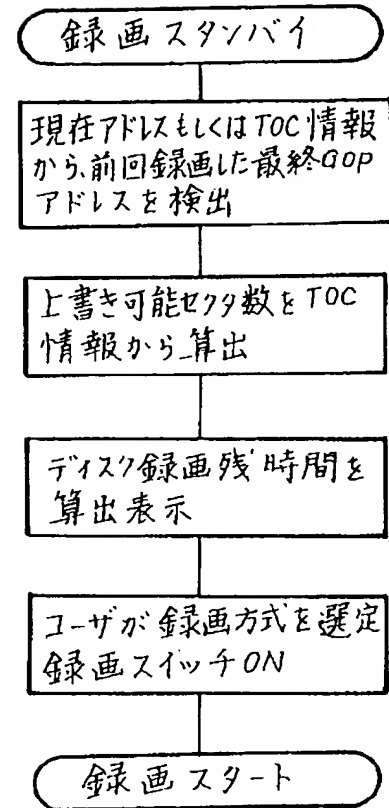 録画スタンバイ
現在アドレスもしくはTOC情報
から、前回録画した最終GOP
アドレスを検出
上書き可能セクタ数をTOC
情報から算出
ディスク録画残時間を
算出表示
ユーザが録画方式を選定
録画スイッチON
録画スタート